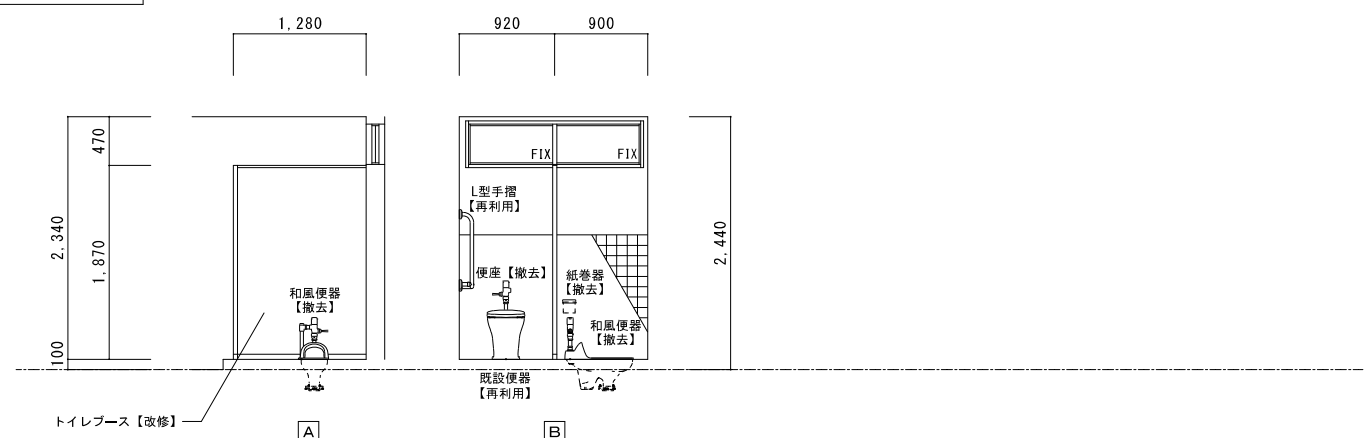 1,280
920
900
470
2,340
1,870
100
2,440
FIX
FIX
L型手摺
【再利用】
便座【撤去】
紙巻器
【撤去】
和風便器
【撤去】
和風便器
【撤去】
既設便器
【再利用】
トイレブース【改修】
A
B